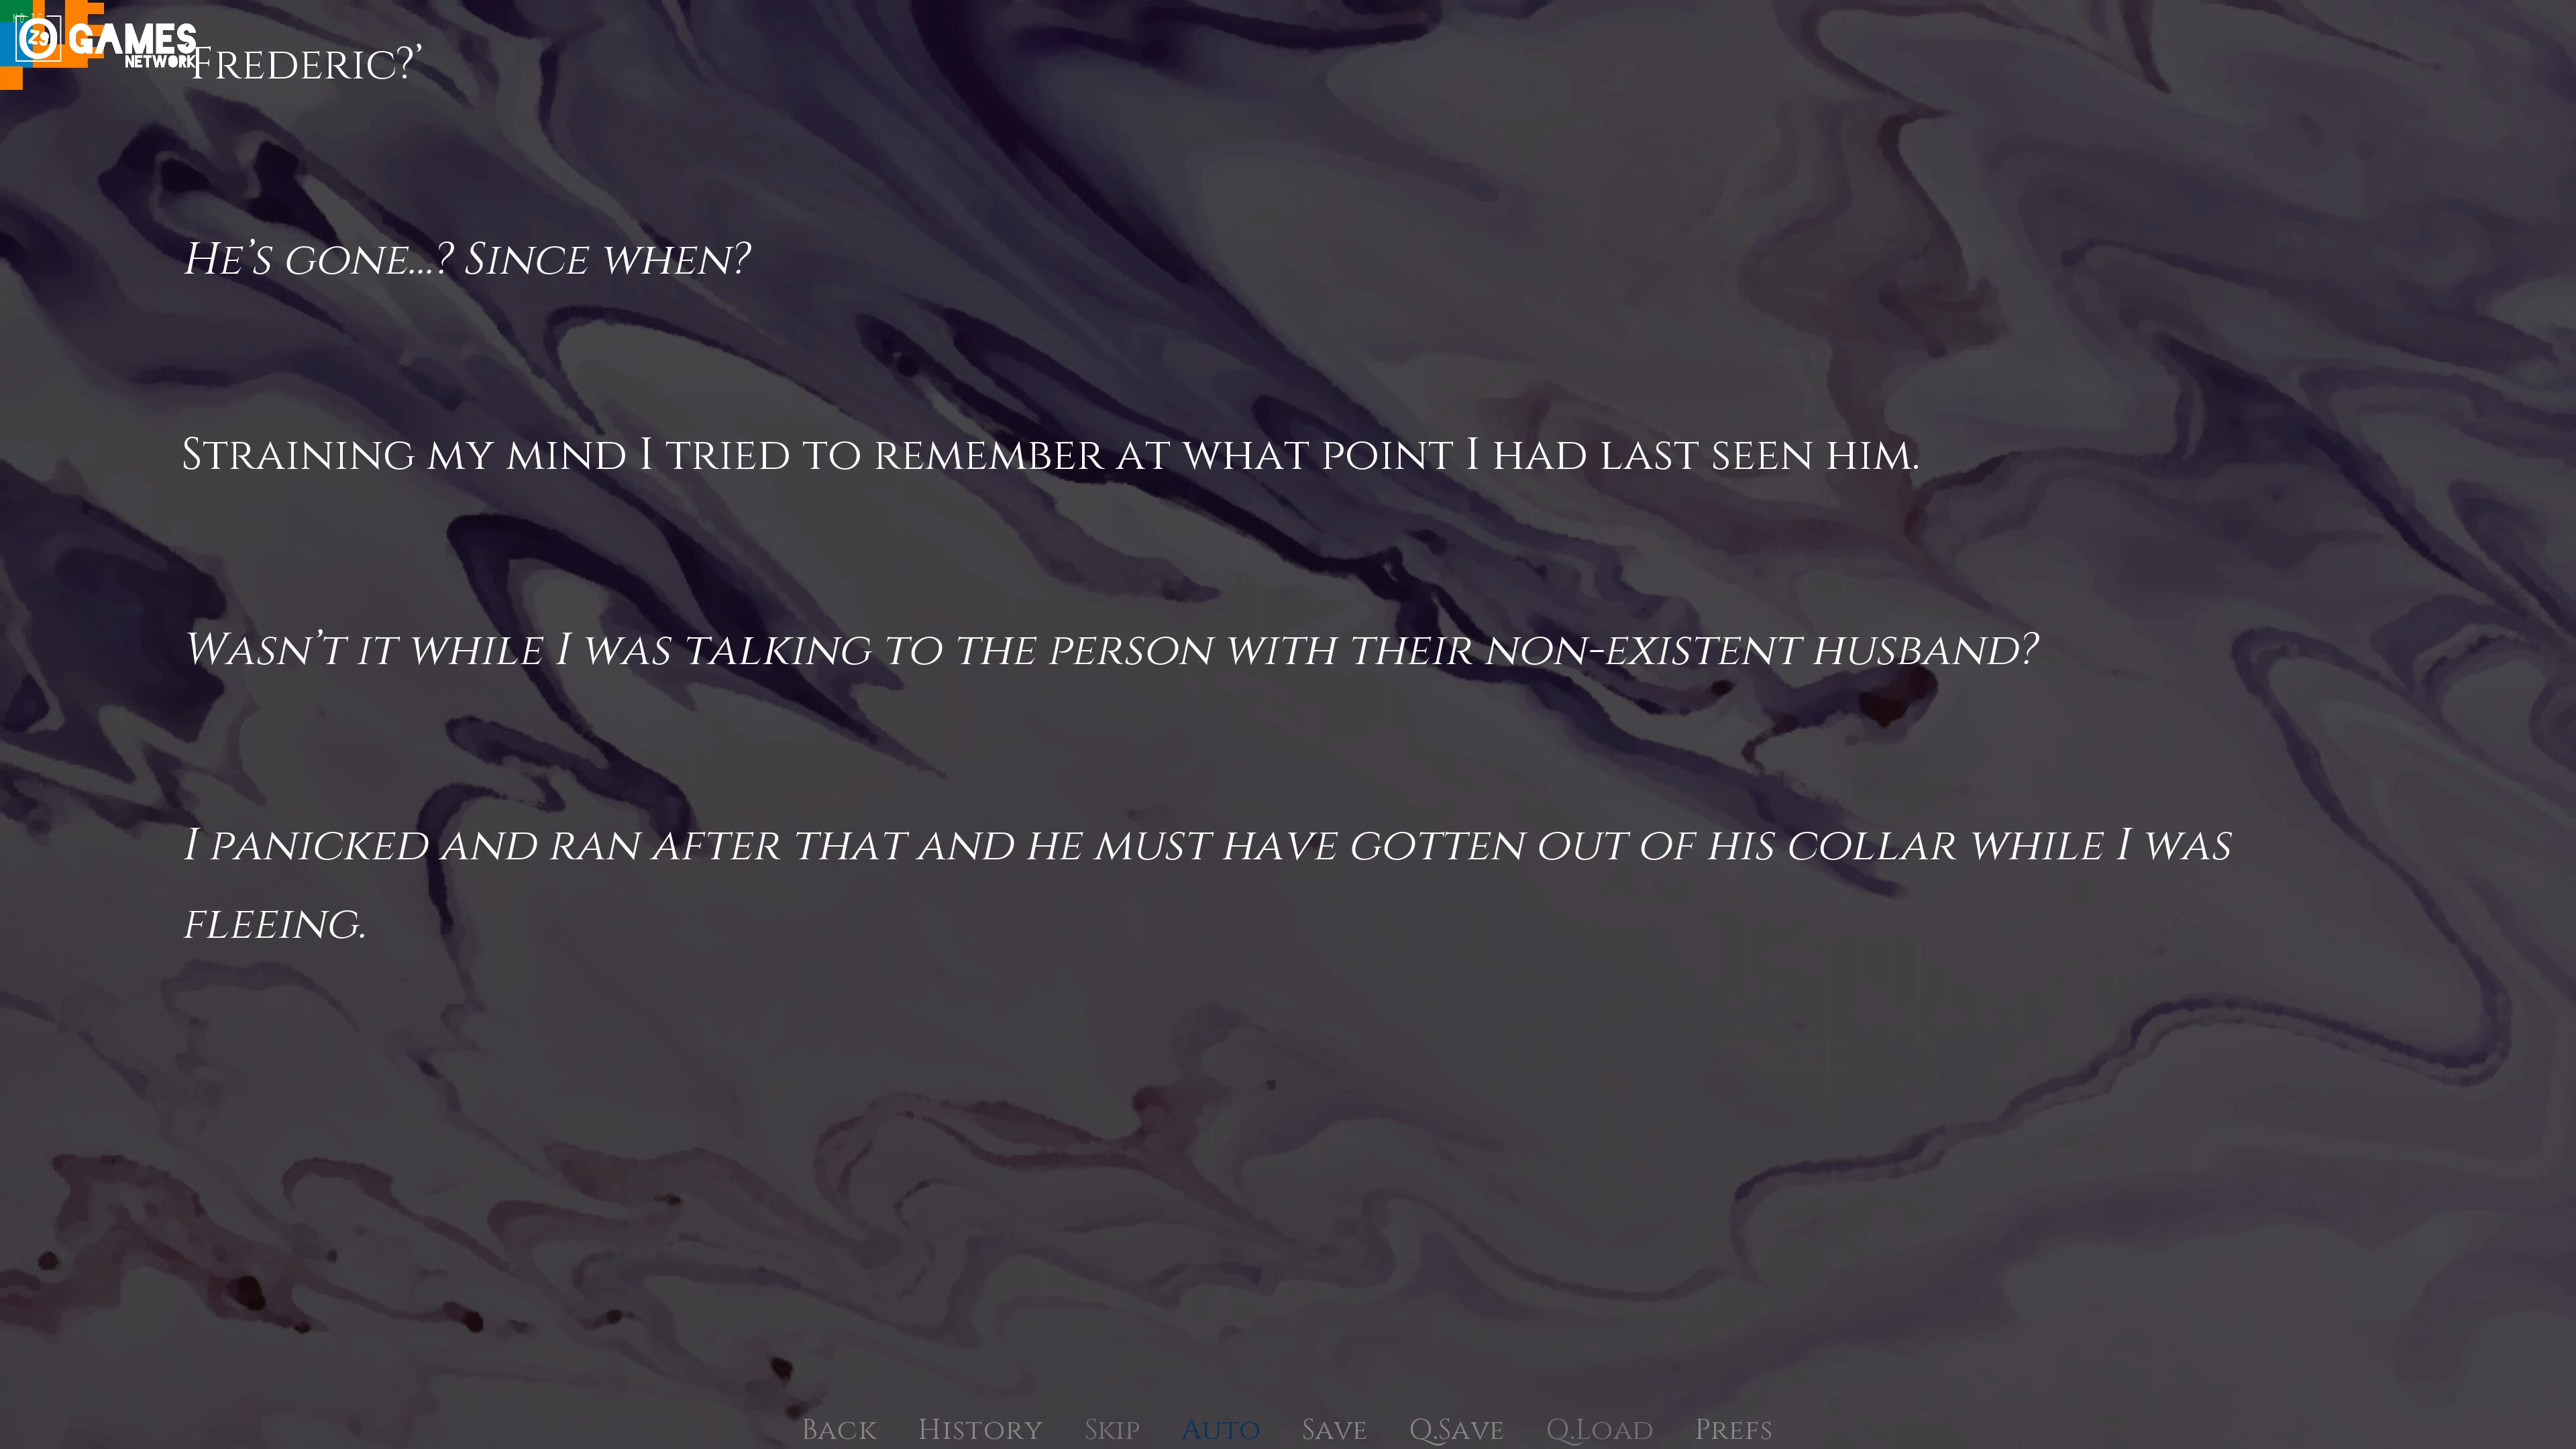 Z9 GAMES
NETWORK
Frederic?’
He’s gone...? Since when?
Straining my mind I tried to remember at what point I had last seen him.
Wasn’t it while I was talking to the person with their non-existent husband?
I panicked and ran after that and he must have gotten out of his collar while I was
fleeing.
Back History Skip Auto Save Q.Save Q.Load Prefs